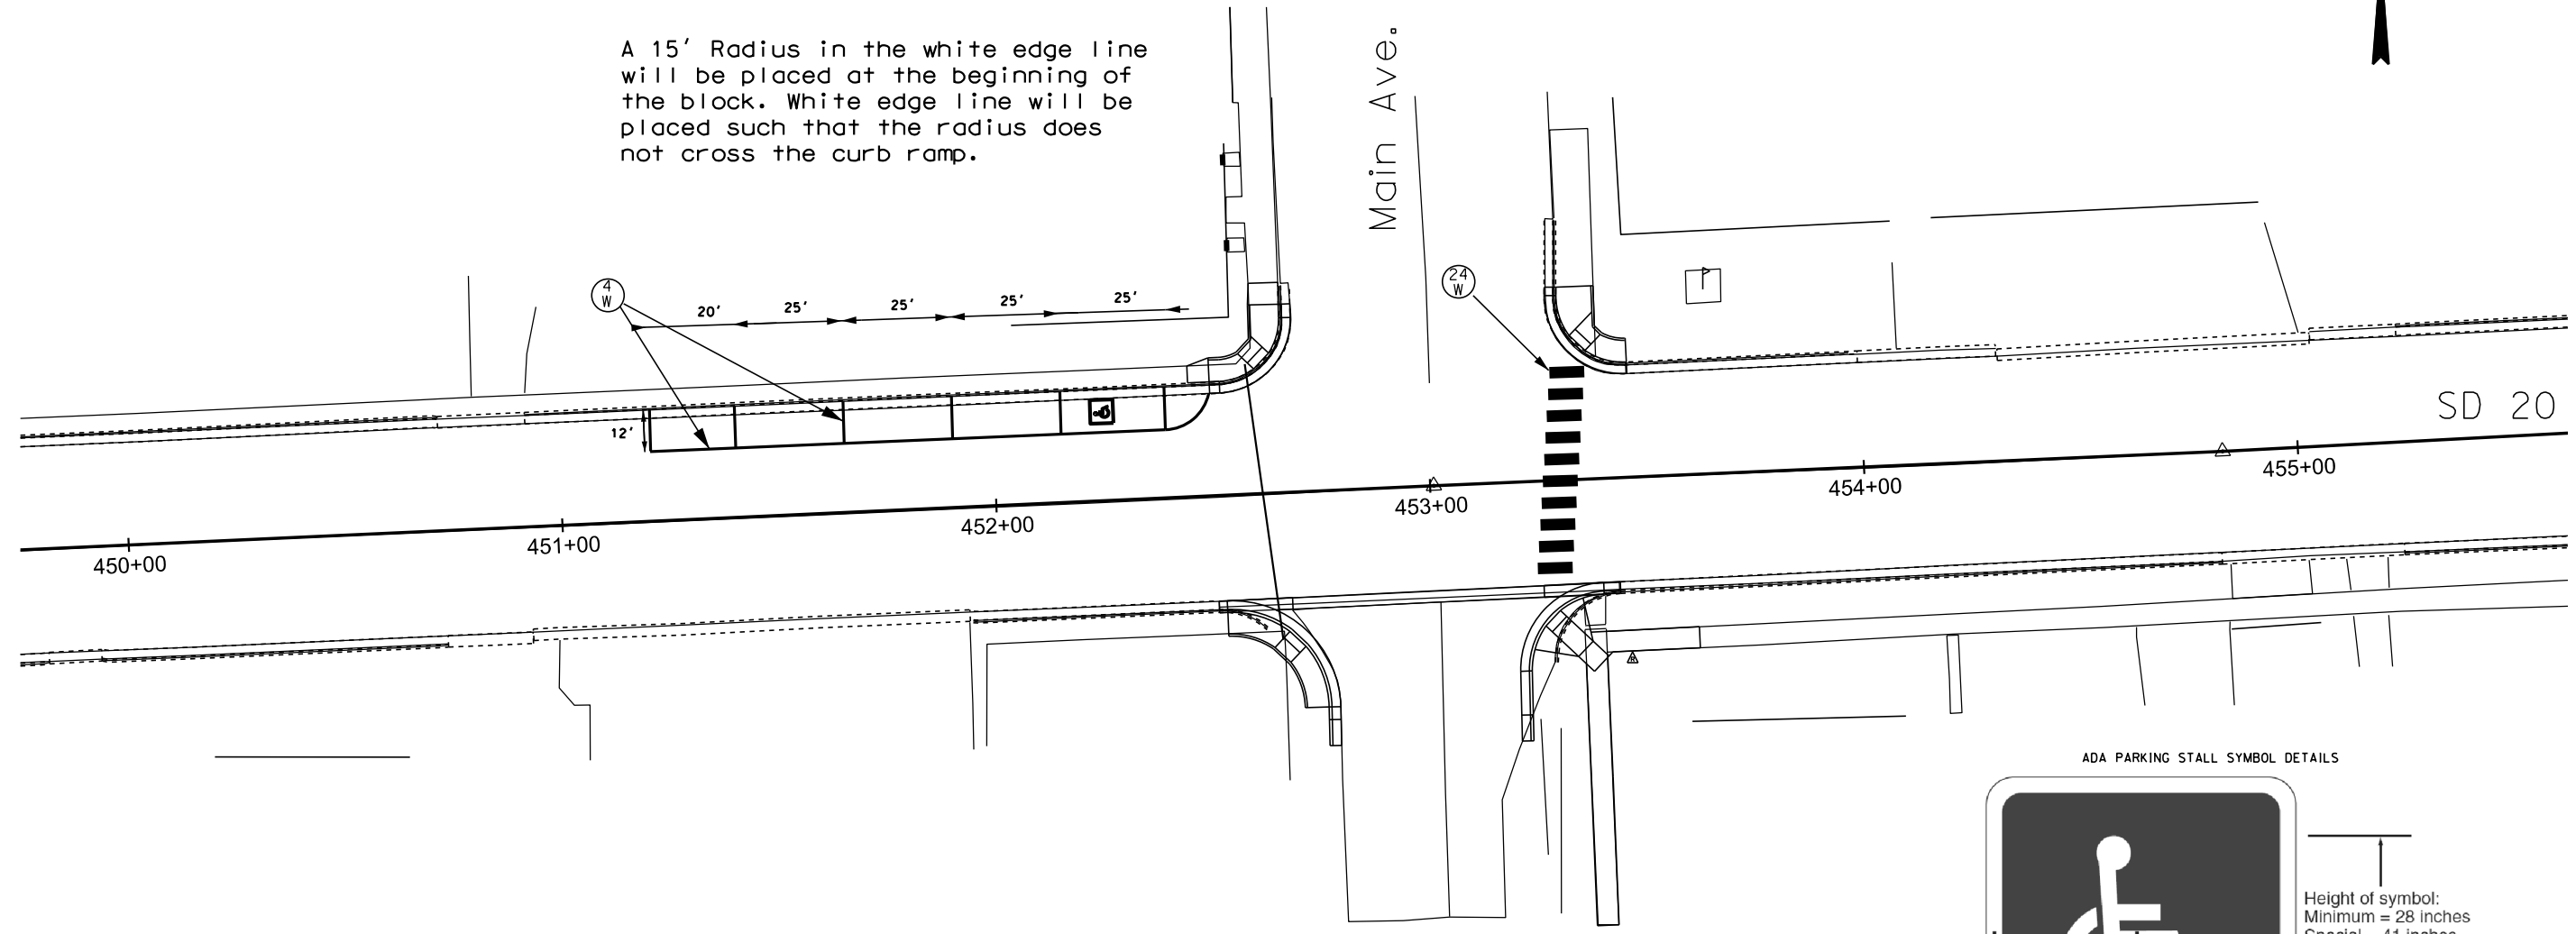 A 15' Radius in the white edge line
will be placed at the beginning of
the block. White edge line will be
placed such that the radius does
not cross the curb ramp.
Main Ave.
4
W
20' 25' 25' 25' 25'
24
W
12'
SD 20
450+00 451+00 452+00 453+00 454+00 455+00
ADA PARKING STALL SYMBOL DETAILS
Height of symbol:
Minimum = 28 inches
Special = 41 inches